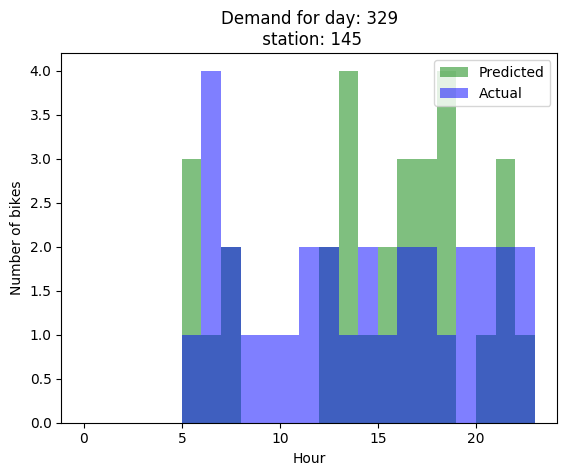 Demand for day: 329
station: 145
Predicted
Actual
4.0
3.5
3.0
2.5
2.0
1.5
1.0
0.5
0.0
Number of bikes
0 5 10 15 20
Hour